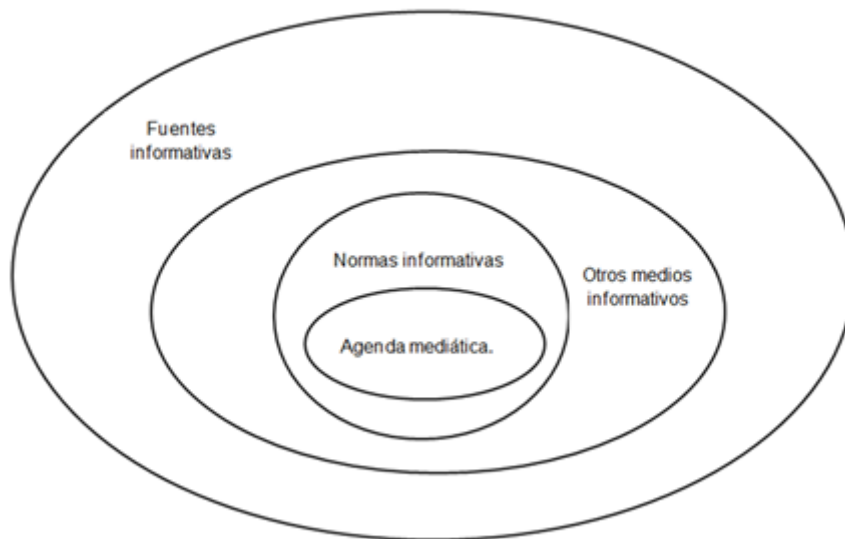 Fuentes
informativas
Normas informativas
Otros medios
informativos
Agenda mediática.